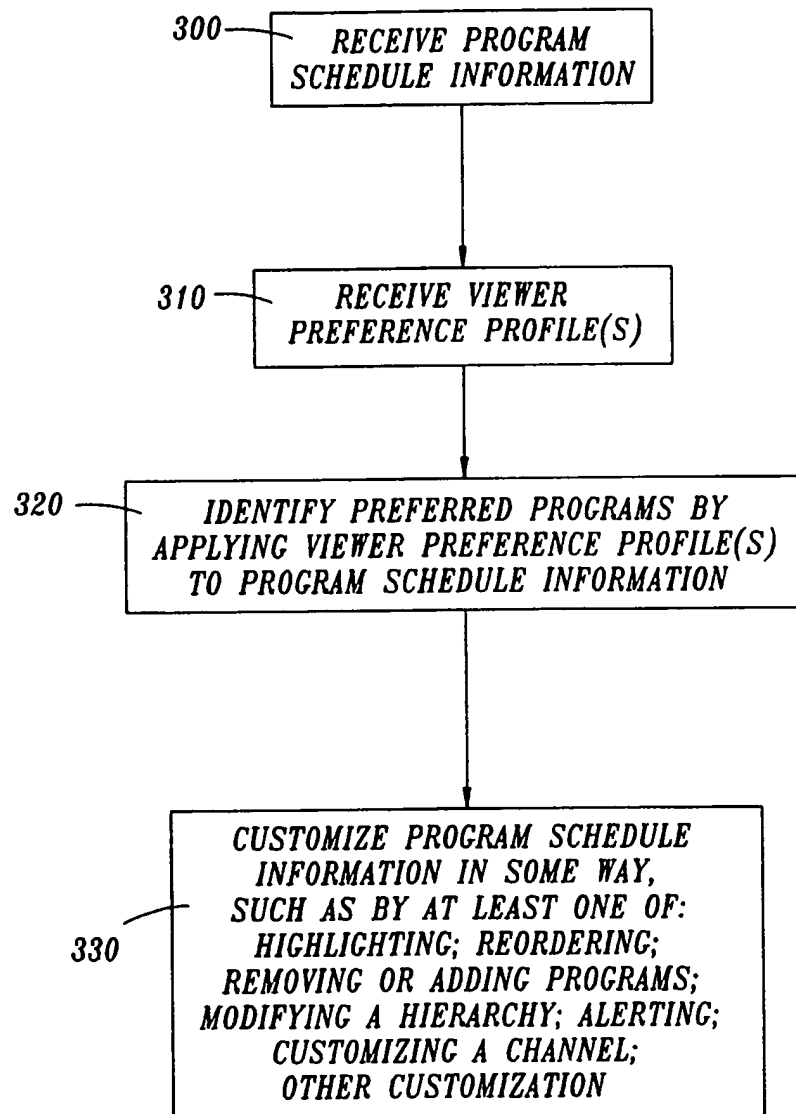 300
RECEIVE PROGRAM
SCHEDULE INFORMATION
310
RECEIVE VIEWER
PREFERENCE PROFILE(S)
320
IDENTIFY PREFERRED PROGRAMS BY
APPLYING VIEWER PREFERENCE PROFILE(S)
TO PROGRAM SCHEDULE INFORMATION
330
CUSTOMIZE PROGRAM SCHEDULE
INFORMATION IN SOME WAY,
SUCH AS BY AT LEAST ONE OF:
HIGHLIGHTING; REORDERING;
REMOVING OR ADDING PROGRAMS;
MODIFYING A HIERARCHY; ALERTING;
CUSTOMIZING A CHANNEL;
OTHER CUSTOMIZATION